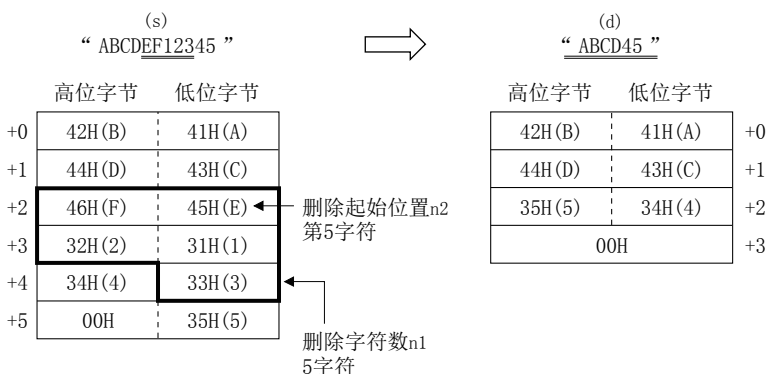 (s)
“ ABCDEF12345 ”
高位字节 低位字节
+0 42H(B) 41H(A)
+1 44H(D) 43H(C)
+2 46H(F) 45H(E)
+3 32H(2) 31H(1)
+4 34H(4) 33H(3)
+5 00H 35H(5)
删除起始位置n2
第5字符
删除字符数n1
5字符
(d)
“ ABCD45 ”
高位字节 低位字节
42H(B) 41H(A) +0
44H(D) 43H(C) +1
35H(5) 34H(4) +2
00H +3